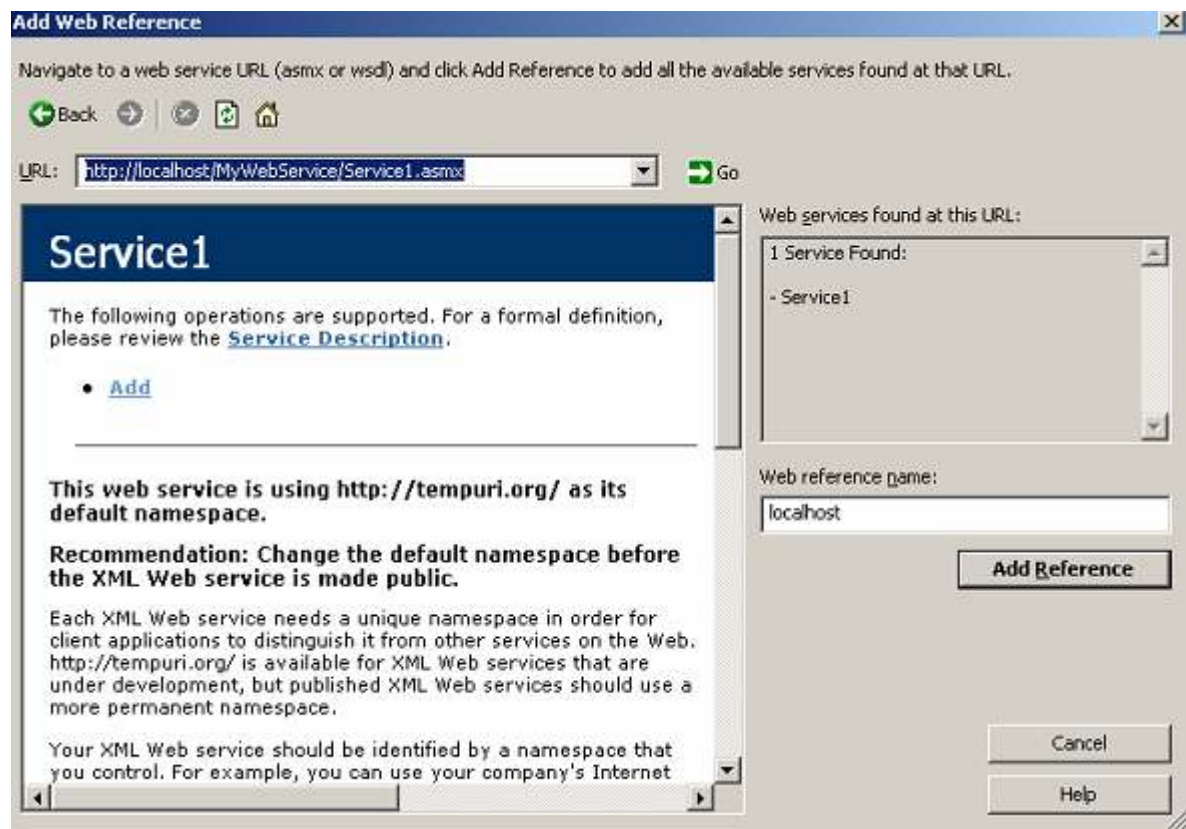 Add Web Reference
Navigate to a web service URL (asmx or wsdl) and click Add Reference to add all the available services found at that URL.
Back
URL: http://localhost/MyWebService/Service1.asmx Go
Service1
The following operations are supported. For a formal definition,
please review the Service Description.
• Add
This web service is using http://tempuri.org/ as its
default namespace.
Recommendation: Change the default namespace before
the XML Web service is made public.
Each XML Web service needs a unique namespace in order for
client applications to distinguish it from other services on the Web.
http://tempuri.org/ is available for XML Web services that are
under development, but published XML Web services should use a
more permanent namespace.
Your XML Web service should be identified by a namespace that
you control. For example, you can use your company's Internet
Web services found at this URL:
1 Service Found:
- Service1
Web reference name:
localhost
Add Reference
Cancel
Help